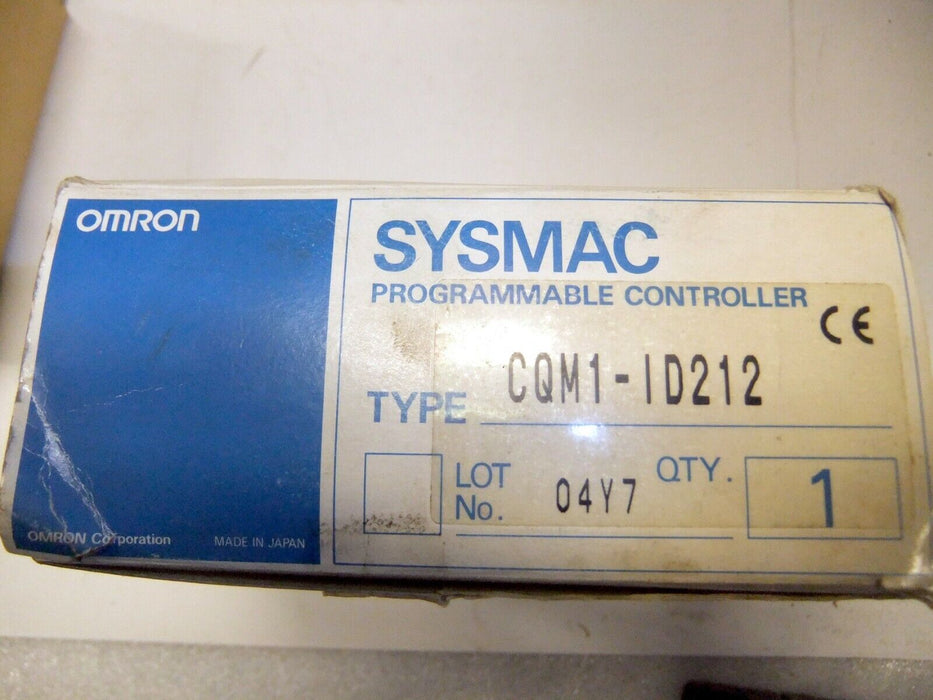 OMRON
SYSMAC
PROGRAMMABLE CONTROLLER
CE
TYPE CQM1-ID212
LOT No. 04Y7 QTY. 1
OMRON Corporation MADE IN JAPAN